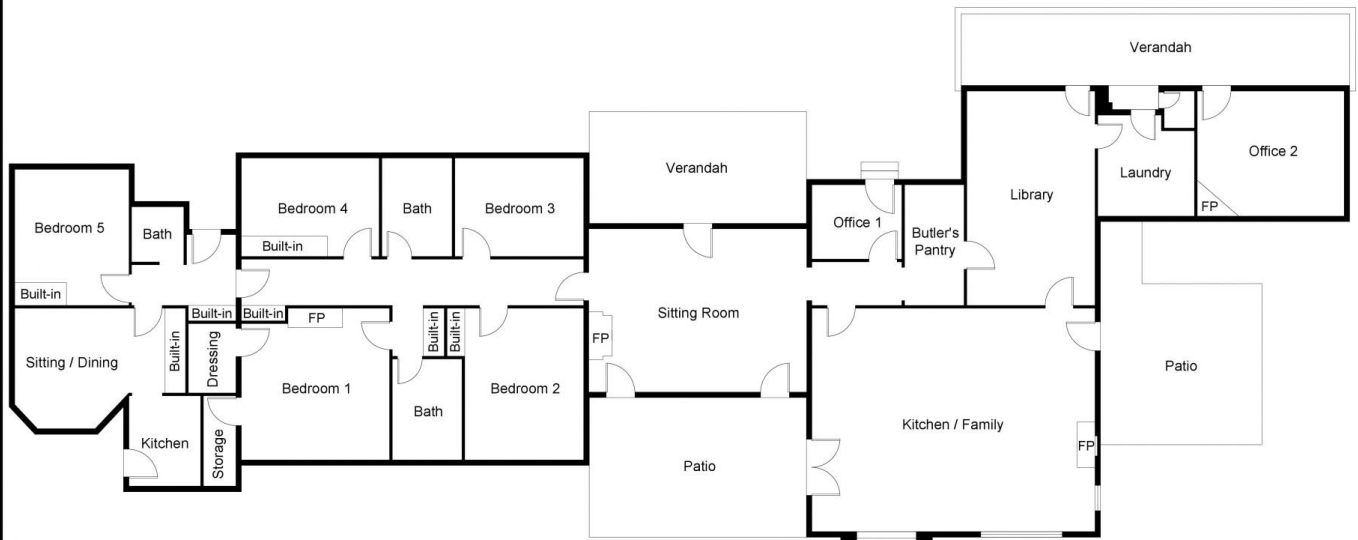 Verandah
Verandah
Office 2
Laundry
FP
Library
Office 1
Butler's
Pantry
Bedroom 4
Built-in
Bath
Bedroom 3
Bedroom 5
Built-in
Bath
Built-in
Built-in
FP
Built-in
Built-in
Sitting Room
FP
Sitting / Dining
Built-in
Dressing
Bedroom 1
Bath
Bedroom 2
Kitchen
Storage
Patio
Kitchen / Family
FP
Patio